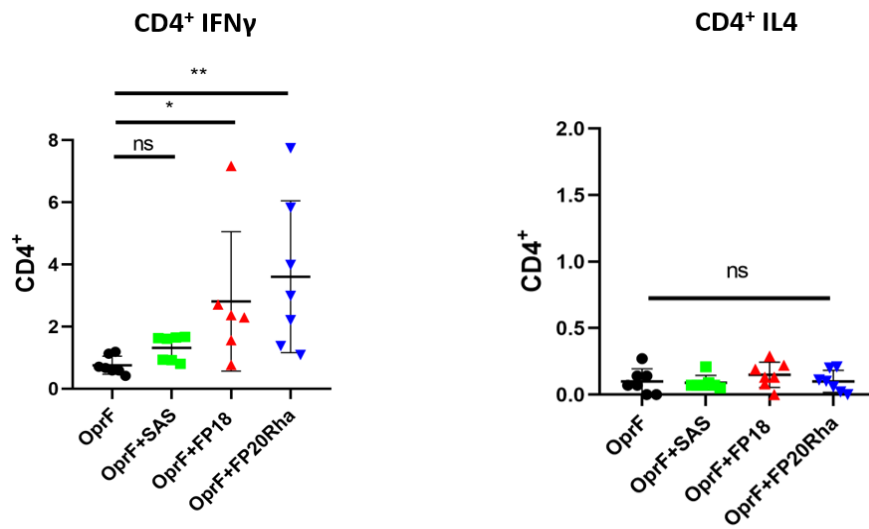 CD4⁺ IFNγ
**
*
ns
8
6
4
2
0
CD4⁺
OprF
OprF+SAS
OprF+FP18
OprF+FP20Rha
CD4⁺ IL4
ns
2.0
1.5
1.0
0.5
0.0
CD4⁺
OprF
OprF+SAS
OprF+FP18
OprF+FP20Rha